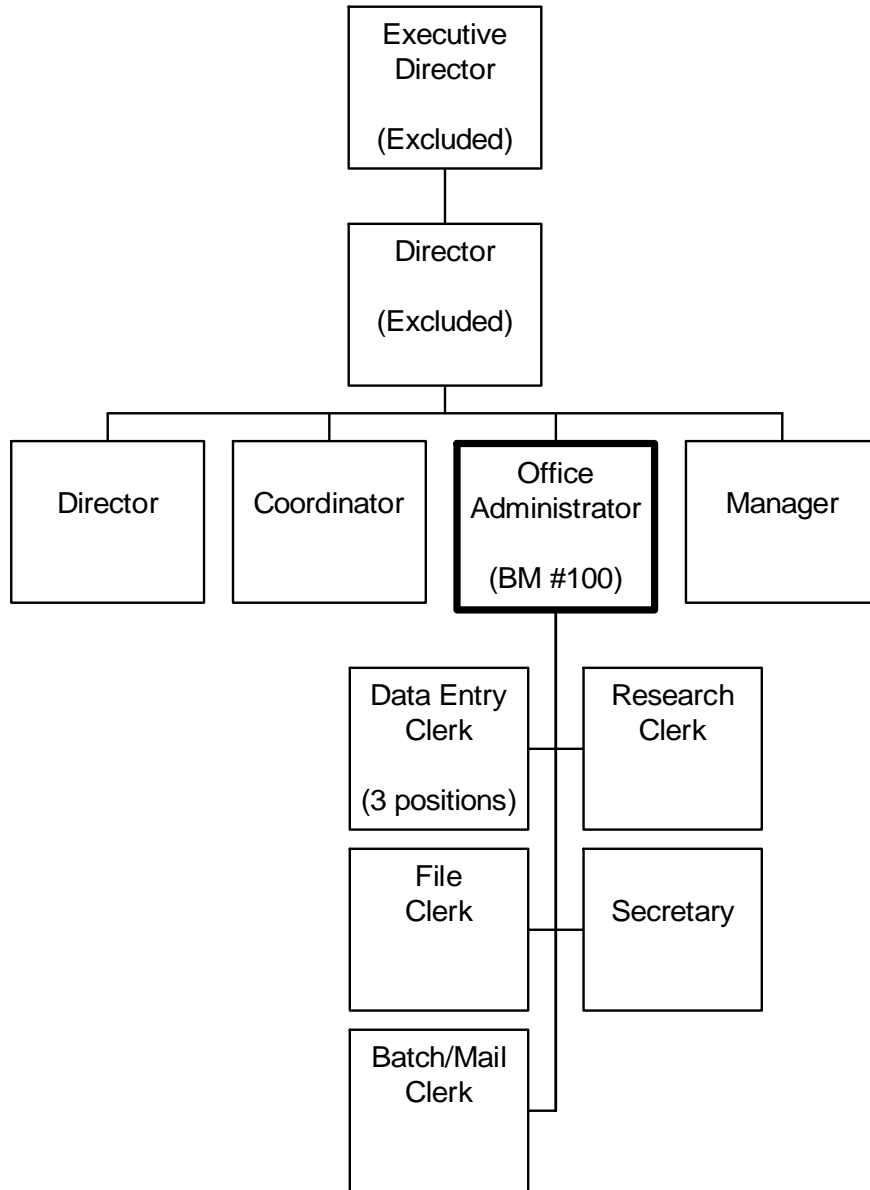 Executive
Director
(Excluded)
Director
(Excluded)
Director
Coordinator
Office
Administrator
(BM #100)
Manager
Data Entry
Clerk
(3 positions)
Research
Clerk
File
Clerk
Secretary
Batch/Mail
Clerk